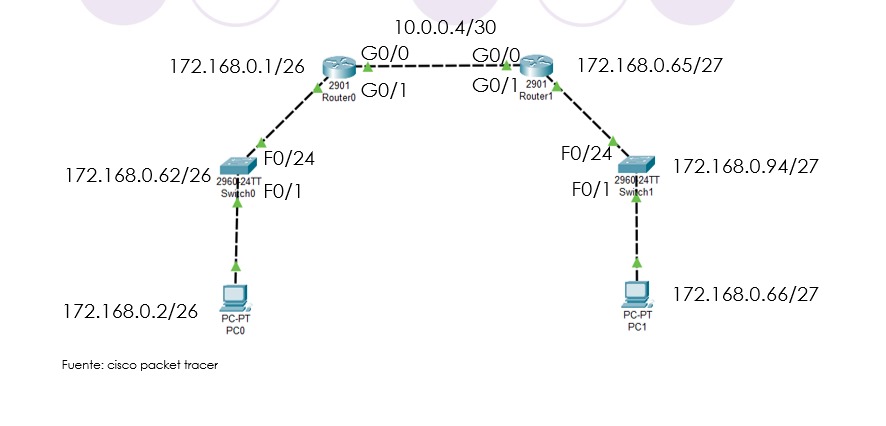 10.0.0.4/30
G0/0
G0/0
172.168.0.1/26
172.168.0.65/27
2901
Router0
G0/1
G0/1
2901
Router1
F0/24
F0/24
172.168.0.62/26
2960-24TT
Switch0
F0/1
F0/1
2960-24TT
Switch1
172.168.0.94/27
172.168.0.2/26
PC-PT
PC0
PC-PT
PC1
172.168.0.66/27
Fuente: cisco packet tracer